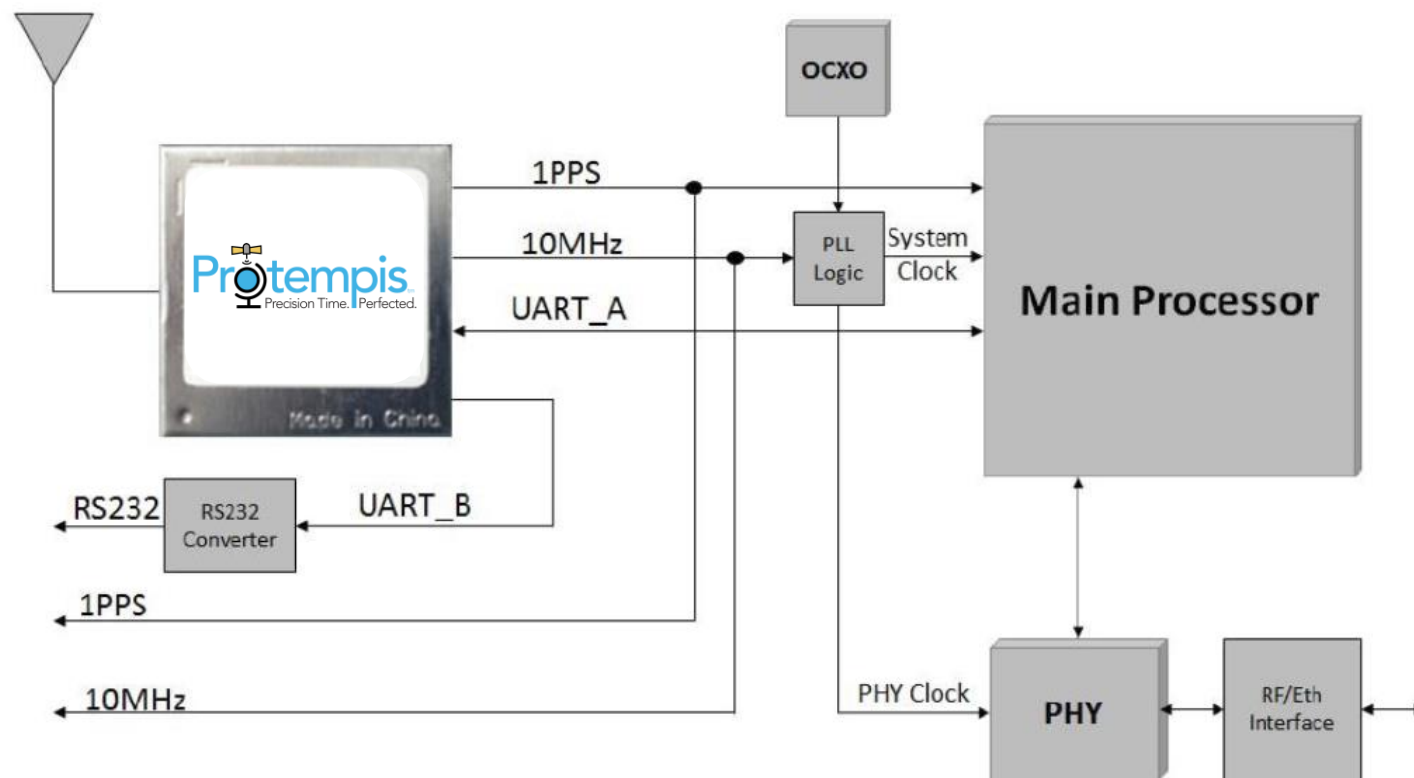 OCXO
1PPS
10MHz
PLL
Logic
System
Clock
Main Processor
Protempis
Precision Time. Perfected.
UART_A
Made in China
RS232
RS232
Converter
UART_B
1PPS
10MHz
PHY Clock
PHY
RF/Eth
Interface